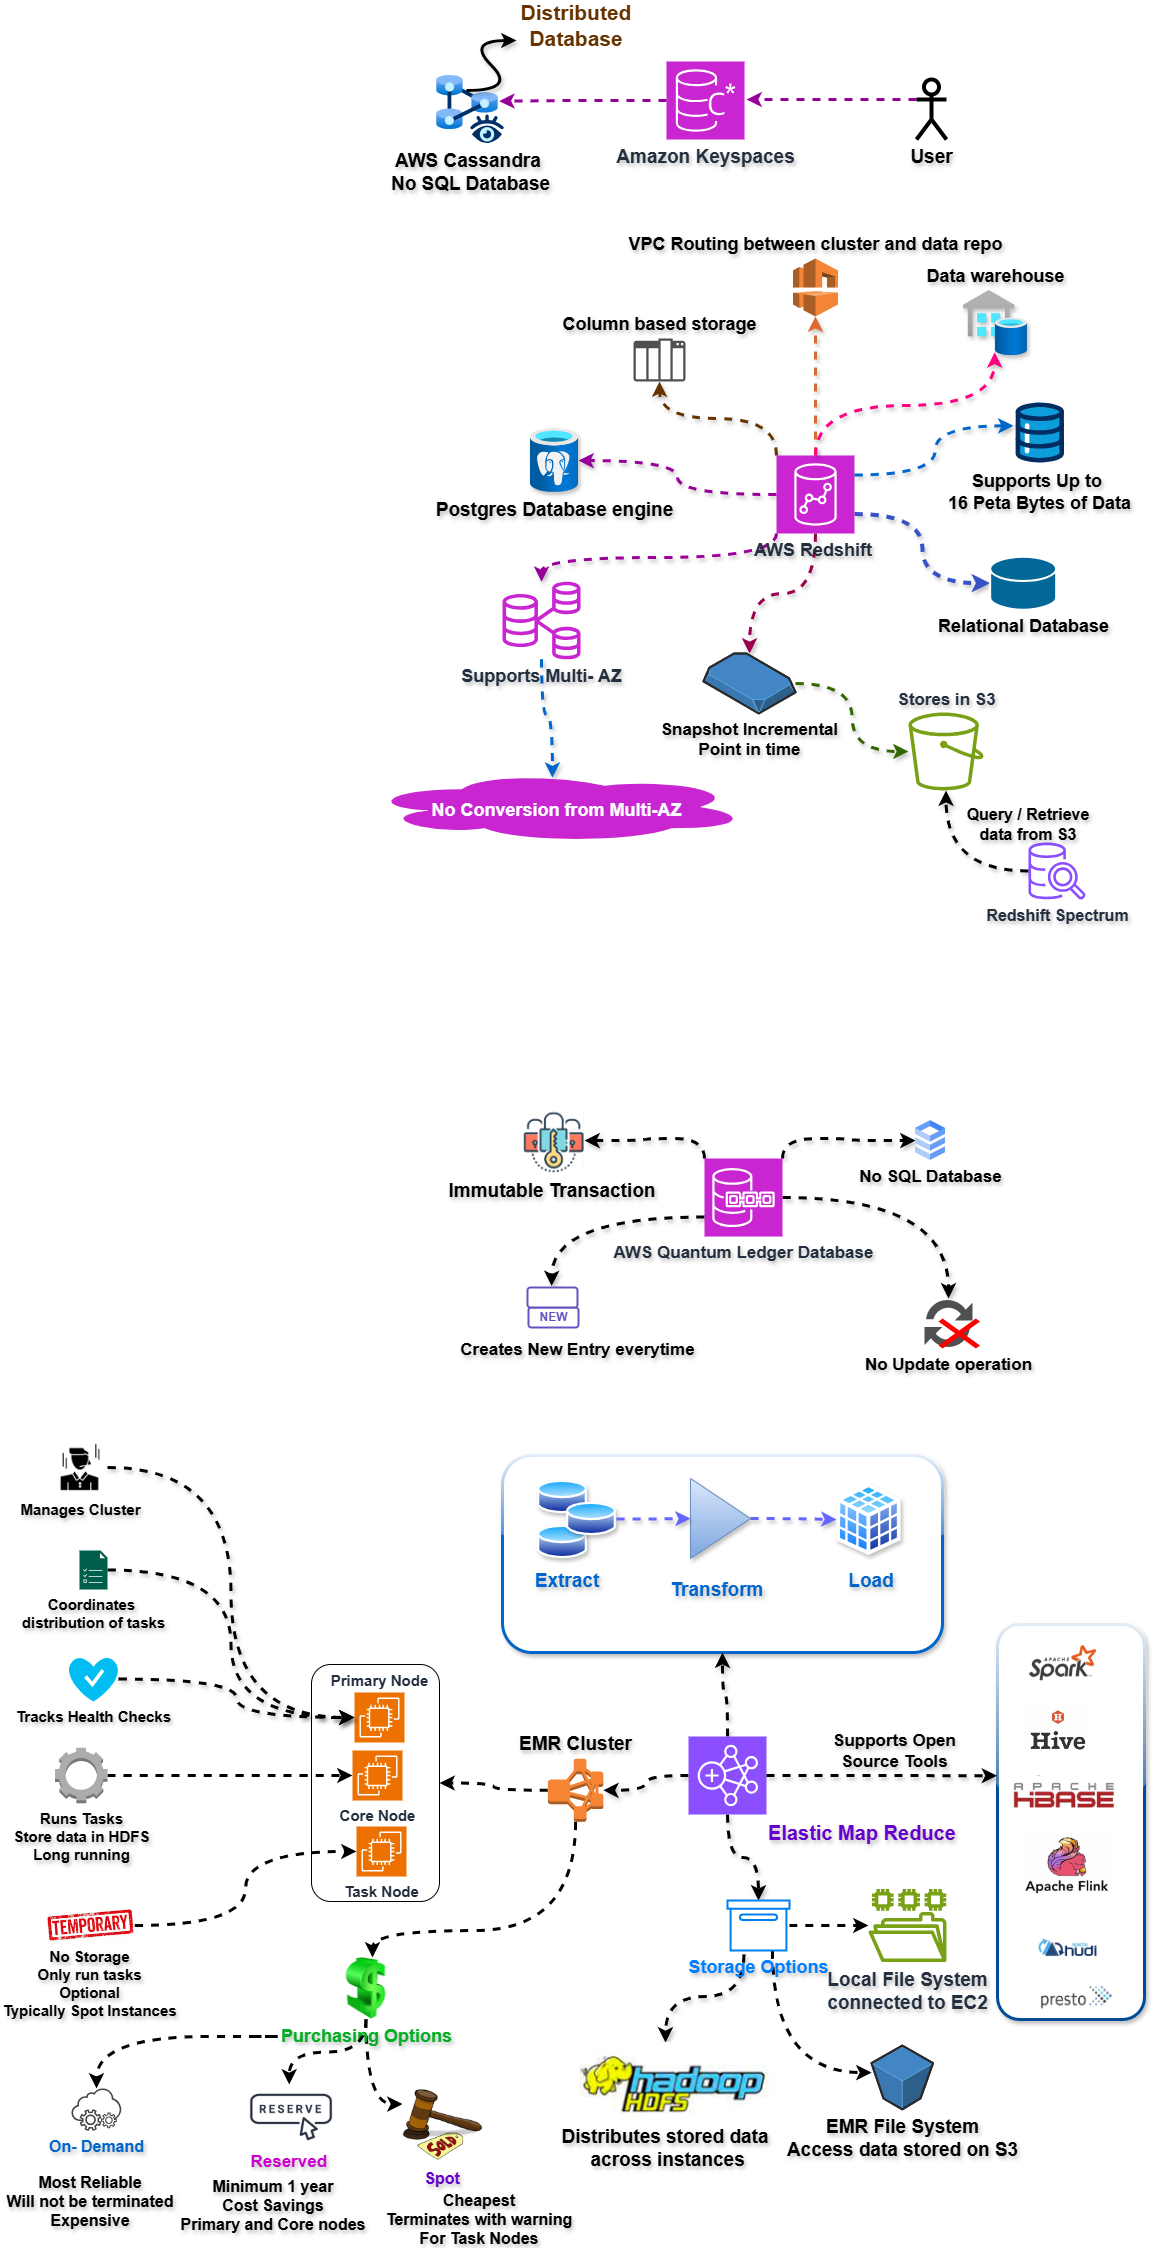 Distributed
Database
AWS Cassandra
No SQL Database
C*
Amazon Keyspaces
User
VPC Routing between cluster and data repo
Data warehouse
Column based storage
Postgres Database engine
Supports Up to
16 Peta Bytes of Data
AWS Redshift
Relational Database
Supports Multi- AZ
Snapshot Incremental
Point in time
Stores in S3
No Conversion from Multi-AZ
Query / Retrieve
data from S3
Redshift Spectrum
Immutable Transaction
No SQL Database
AWS Quantum Ledger Database
NEW
Creates New Entry everytime
No Update operation
Manages Cluster
Coordinates
distribution of tasks
Tracks Health Checks
Runs Tasks
Store data in HDFS
Long running
TEMPORARY
No Storage
Only run tasks
Optional
Typically Spot Instances
Primary Node
Core Node
Task Node
EMR Cluster
Extract
Transform
Load
Elastic Map Reduce
Supports Open
Source Tools
APACHE
Spark
Hive
APACHE
HBASE
Apache Flink
APACHE
hudi
presto
Storage Options
Local File System
connected to EC2
hadoop
HDFS
Distributes stored data
across instances
EMR File System
Access data stored on S3
$
Purchasing Options
On- Demand
Most Reliable
Will not be terminated
Expensive
RESERVE
Reserved
Minimum 1 year
Cost Savings
Primary and Core nodes
SOLD
Spot
Cheapest
Terminates with warning
For Task Nodes